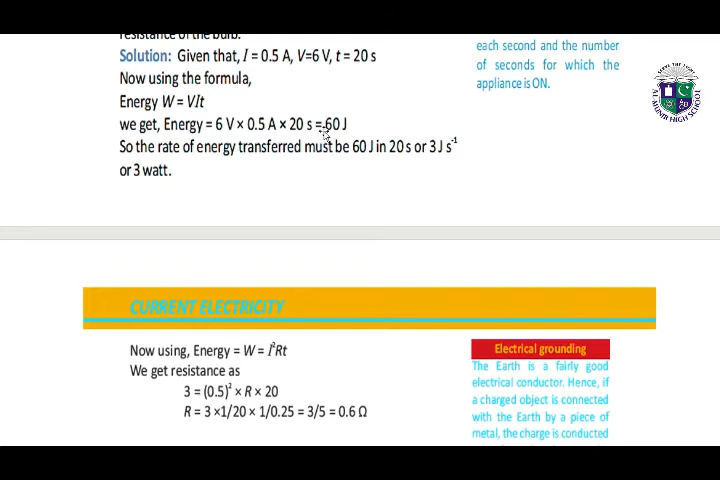 resistance of the bulb.
Solution: Given that, I = 0.5 A, V=6 V, t = 20 s
Now using the formula,
Energy W = VIt
we get, Energy = 6 V × 0.5 A × 20 s = 60 J
So the rate of energy transferred must be 60 J in 20 s or 3 J s⁻¹
or 3 watt.
each second and the number
of seconds for which the
appliance is ON.
AL-MUNIR HIGH SCHOOL
CURRENT ELECTRICITY
Now using, Energy = W = I²Rt
We get resistance as
3 = (0.5)² × R × 20
R = 3 ×1/20 × 1/0.25 = 3/5 = 0.6 Ω
Electrical grounding
The Earth is a fairly good
electrical conductor. Hence, if
a charged object is connected
with the Earth by a piece of
metal, the charge is conducted